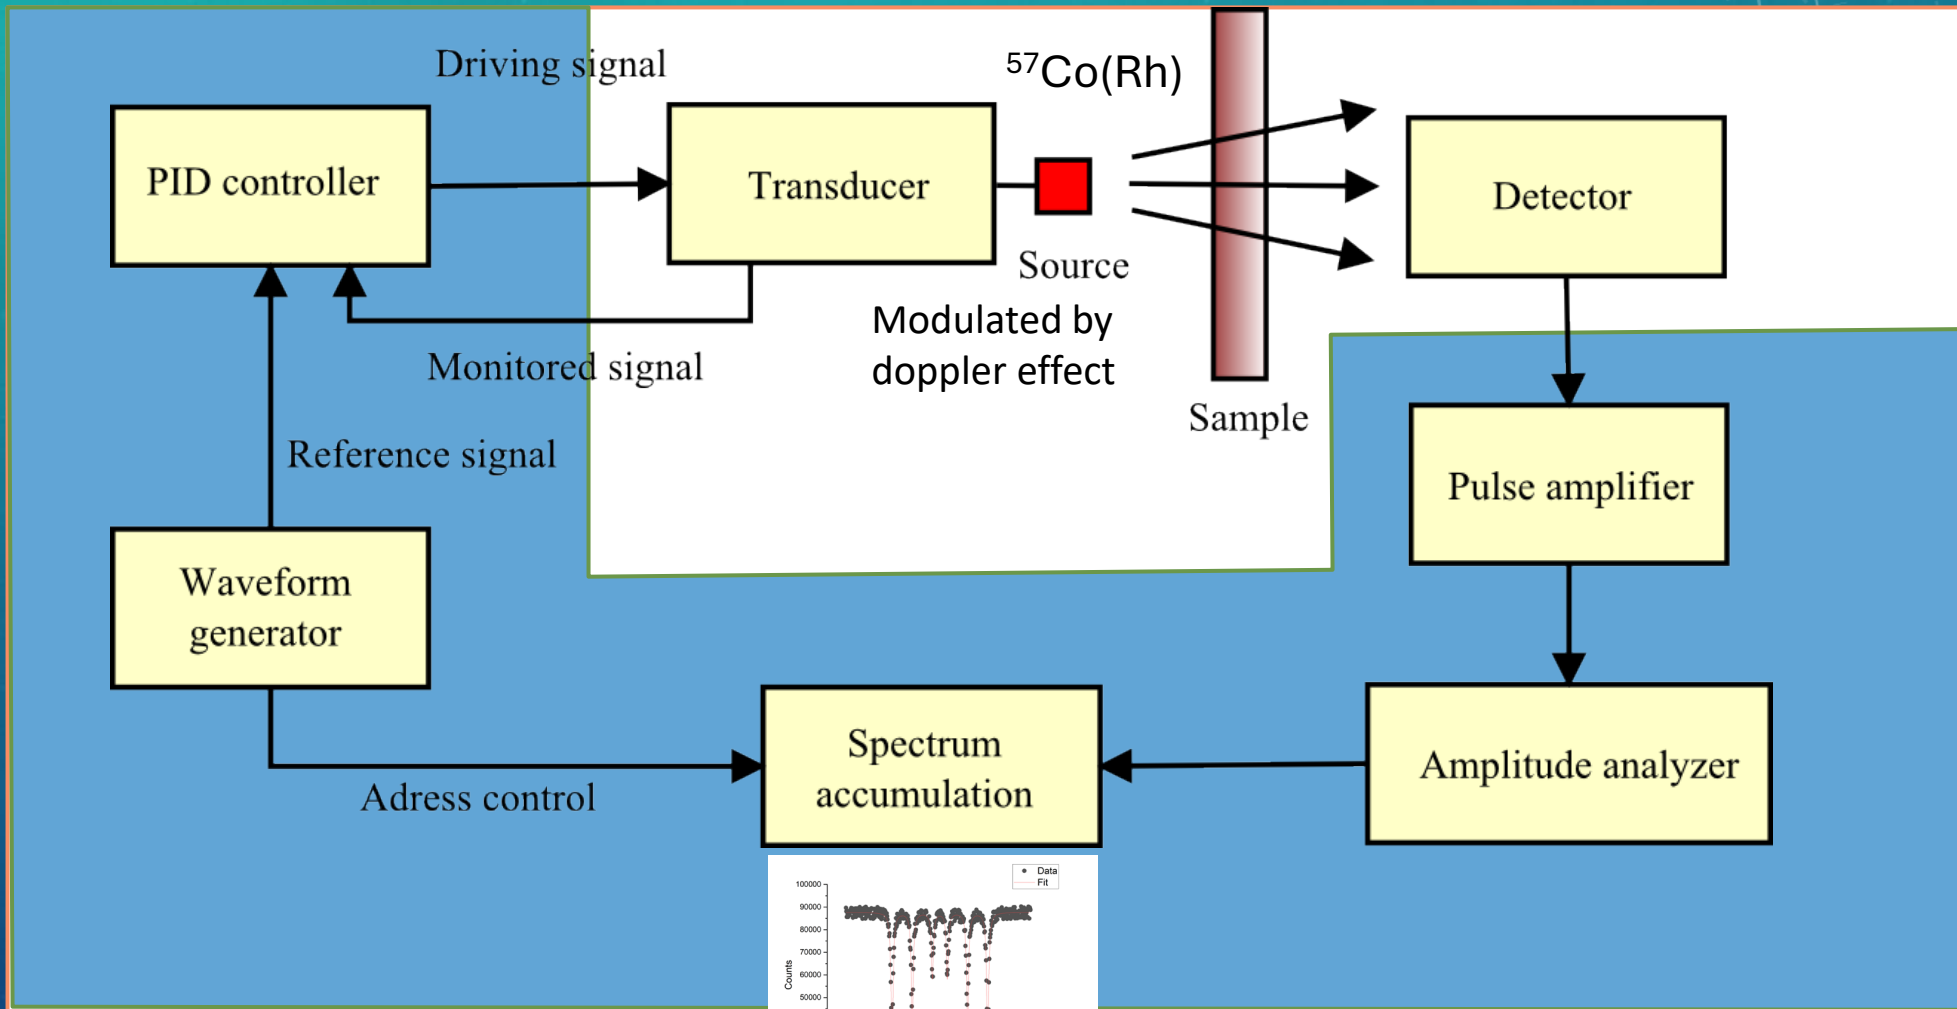 Driving signal
⁵⁷Co(Rh)
PID controller
Transducer
Detector
Source
Modulated by
doppler effect
Monitored signal
Sample
Reference signal
Pulse amplifier
Waveform
generator
Spectrum
accumulation
Amplitude analyzer
Adress control
Data
Fit
100000
90000
80000
70000
60000
50000
Counts